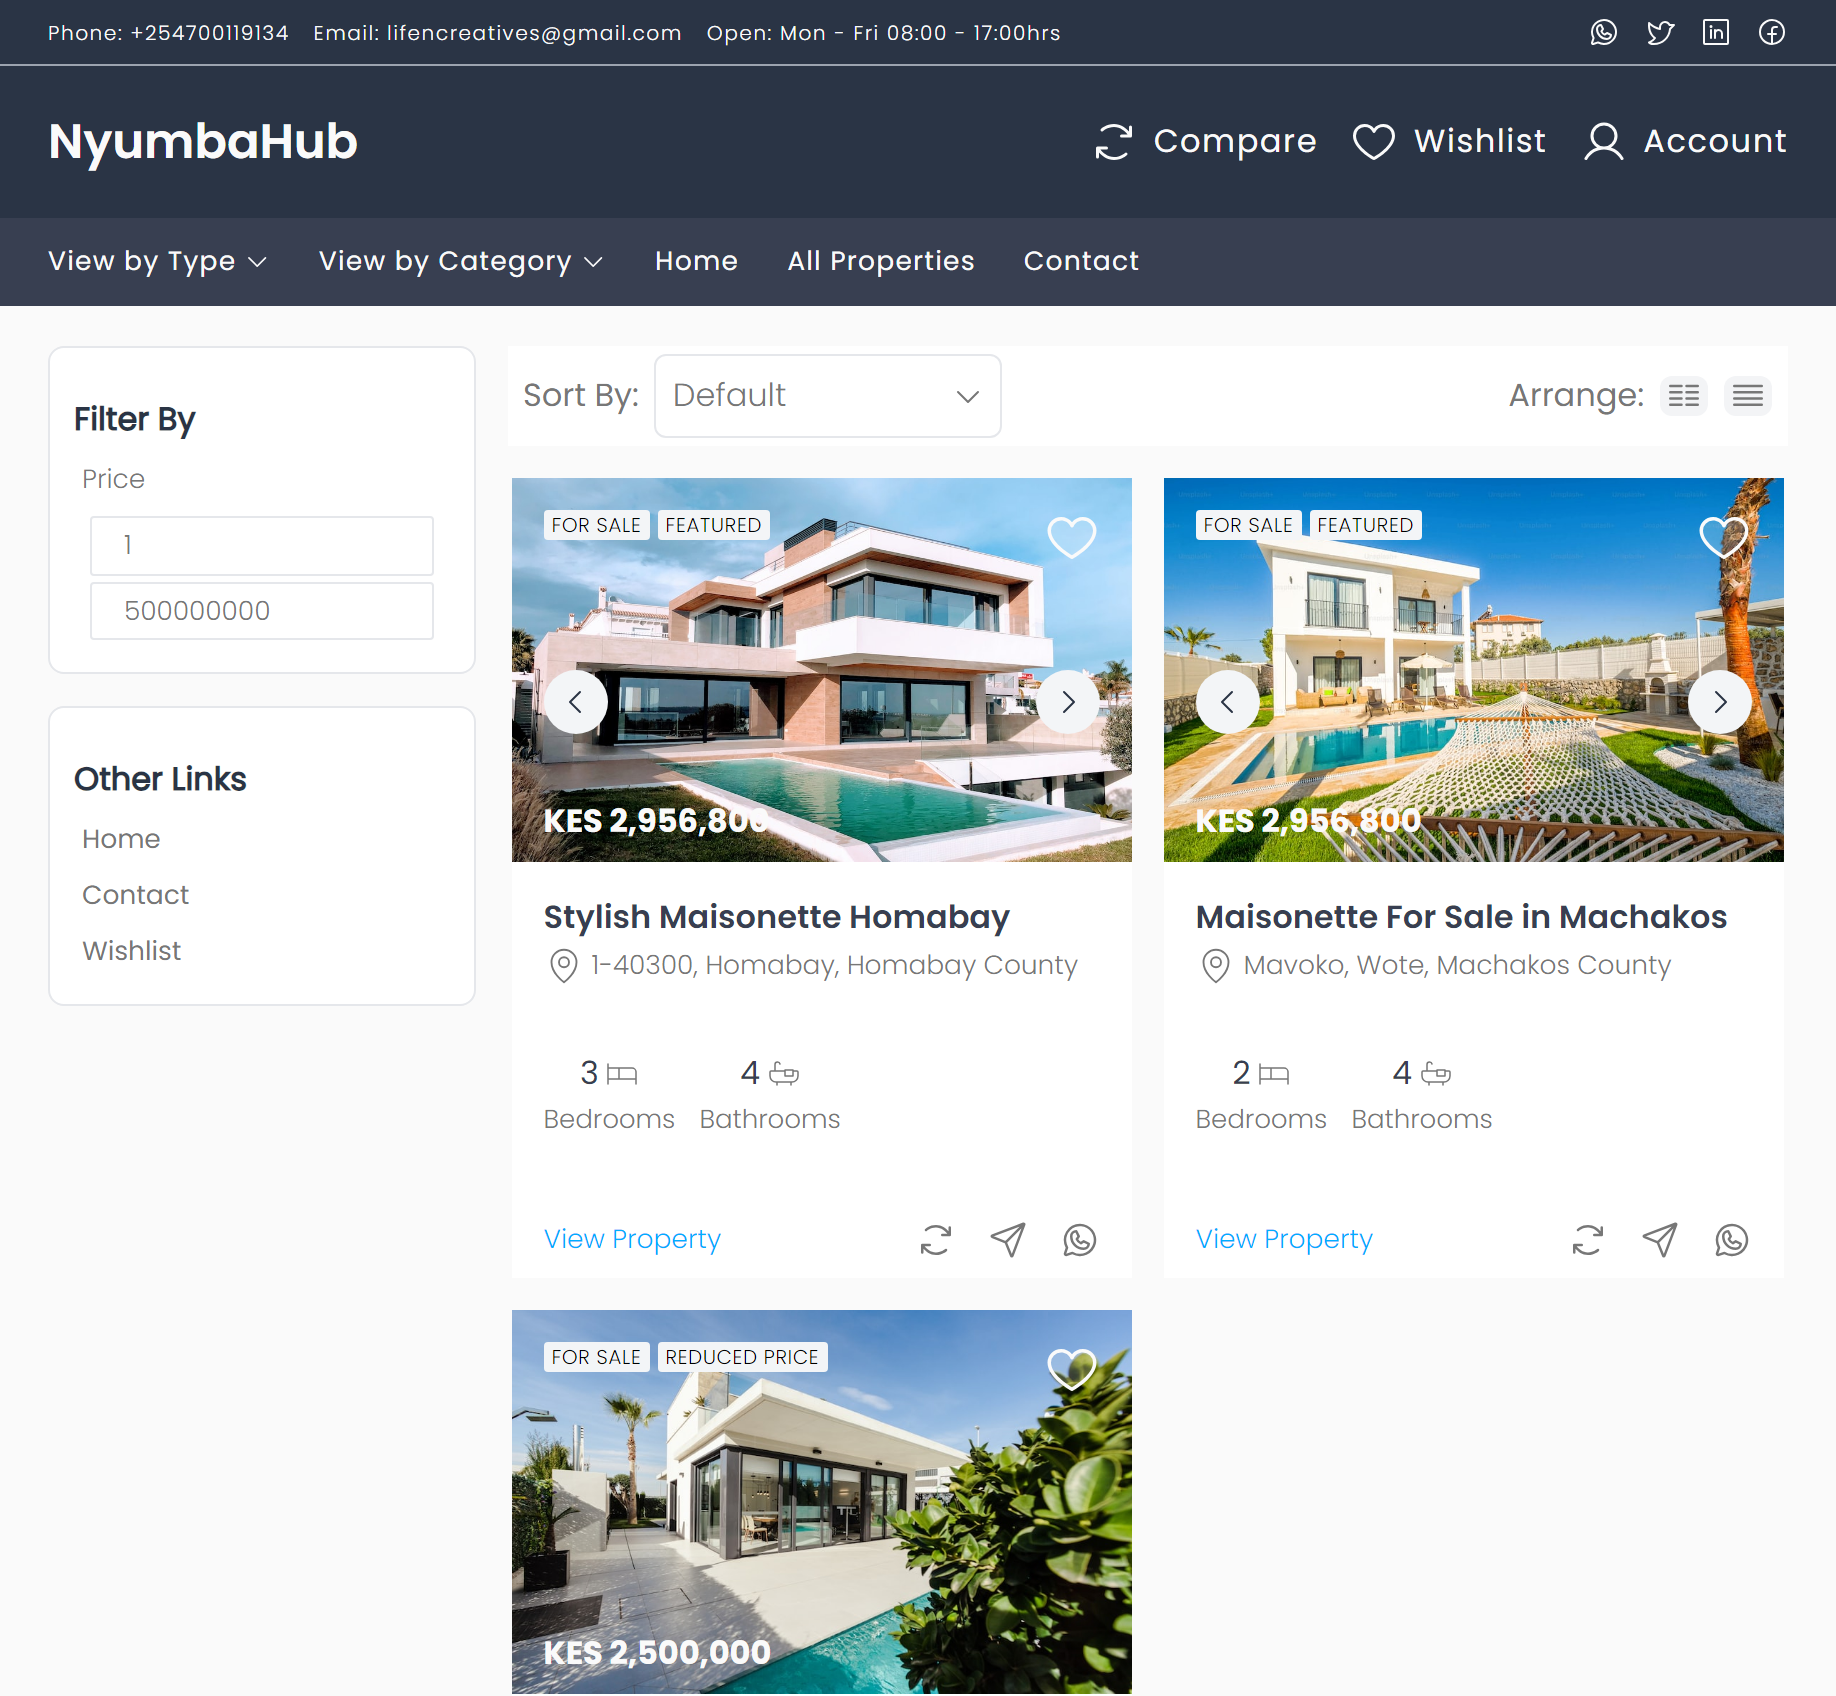 Phone: +254700119134 Email: lifencreatives@gmail.com Open: Mon - Fri 08:00 - 17:00hrs
NyumbaHub
Compare Wishlist Account
View by Type View by Category Home All Properties Contact
Filter By
Price
1
500000000
Other Links
Home
Contact
Wishlist
Sort By: Default Arrange:
FOR SALE FEATURED
KES 2,956,800
Stylish Maisonette Homabay
1-40300, Homabay, Homabay County
3 4
Bedrooms Bathrooms
View Property
FOR SALE FEATURED
KES 2,956,800
Maisonette For Sale in Machakos
Mavoko, Wote, Machakos County
2 4
Bedrooms Bathrooms
View Property
FOR SALE REDUCED PRICE
KES 2,500,000